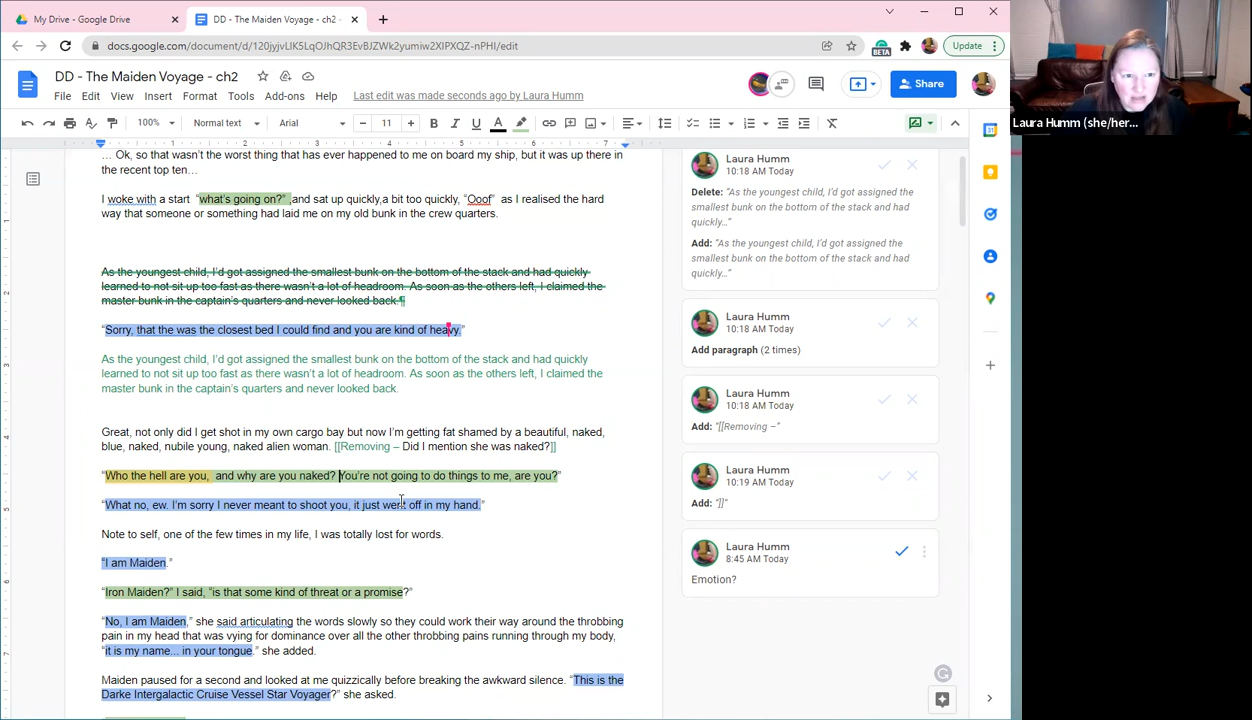 My Drive - Google Drive
DD - The Maiden Voyage - ch2 -
docs.google.com/document/d/120jyjvLlK5LqOJhQR3EvBJZWk2yumiw2XlPXQZ-nPHI/edit
BETA
Update
DD - The Maiden Voyage - ch2
File Edit View Insert Format Tools Add-ons Help Last edit was made seconds ago by Laura Humm
Share
100% Normal text Arial 11
Laura Humm (she/her...
1 2 3 4 5 6 7
1
2
3
4
5
6
7
... Ok, so that wasn't the worst thing that has ever happened to me on board my ship, but it was up there in
the recent top ten…
I woke with a start "what's going on?" ,and sat up quickly,a bit too quickly, "Ooof" as I realised the hard
way that someone or something had laid me on my old bunk in the crew quarters.
As the youngest child, I'd got assigned the smallest bunk on the bottom of the stack and had quickly
learned to not sit up too fast as there wasn't a lot of headroom. As soon as the others left, I claimed the
master bunk in the captain's quarters and never looked back.¶
"Sorry, that the was the closest bed I could find and you are kind of heavy."
As the youngest child, I'd got assigned the smallest bunk on the bottom of the stack and had quickly
learned to not sit up too fast as there wasn't a lot of headroom. As soon as the others left, I claimed the
master bunk in the captain's quarters and never looked back.
Great, not only did I get shot in my own cargo bay but now I'm getting fat shamed by a beautiful, naked,
blue, naked, nubile young, naked alien woman. [[Removing – Did I mention she was naked?]]
"Who the hell are you, and why are you naked? You're not going to do things to me, are you?"
"What no, ew. I'm sorry I never meant to shoot you, it just went off in my hand."
Note to self, one of the few times in my life, I was totally lost for words.
"I am Maiden."
"Iron Maiden?" I said, "is that some kind of threat or a promise?"
"No, I am Maiden," she said articulating the words slowly so they could work their way around the throbbing
pain in my head that was vying for dominance over all the other throbbing pains running through my body,
"it is my name... in your tongue." she added.
Maiden paused for a second and looked at me quizzically before breaking the awkward silence. "This is the
Darke Intergalactic Cruise Vessel Star Voyager?" she asked.
Laura Humm
10:18 AM Today
Delete: "As the youngest child, I'd got assigned the
smallest bunk on the bottom of the stack and had
quickly…"
Add: "As the youngest child, I'd got assigned the
smallest bunk on the bottom of the stack and had
quickly…"
Laura Humm
10:18 AM Today
Add paragraph (2 times)
Laura Humm
10:18 AM Today
Add: "[[Removing –"
Laura Humm
10:19 AM Today
Add: "]]"
Laura Humm
8:45 AM Today
Emotion?